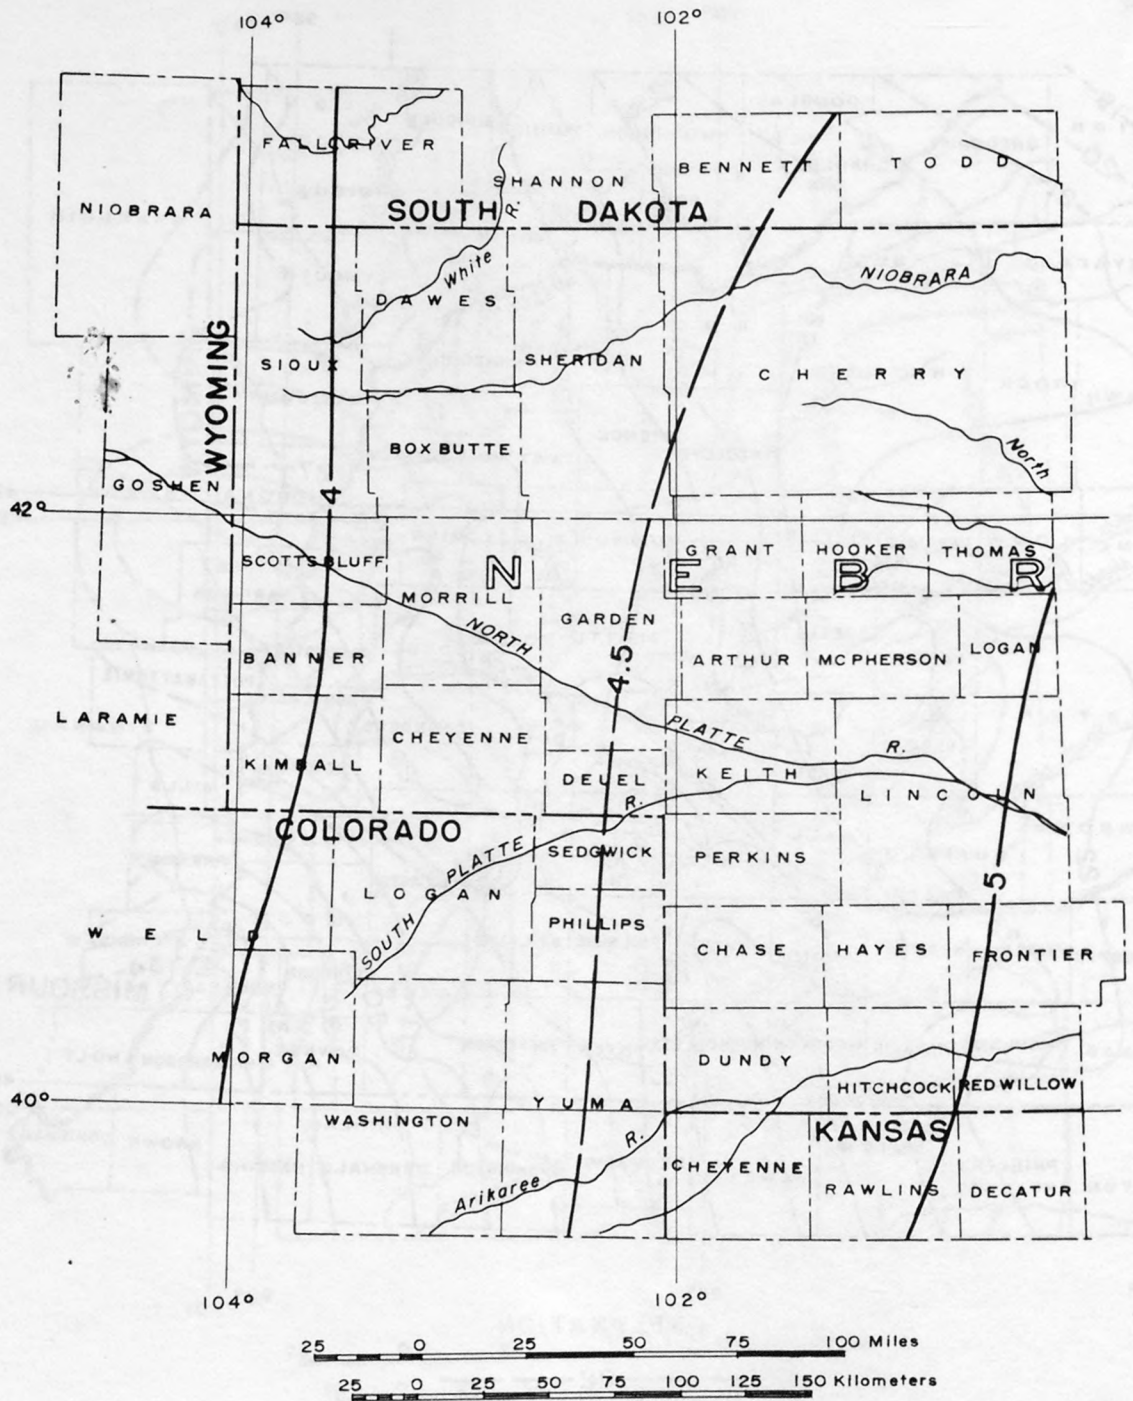 104° 102°
FALL RIVER
BENNETT TODD
SHANNON
NIOBRARA
SOUTH DAKOTA
R.
White
NIOBRARA
DAWES
WYOMING
SIOUX
SHERIDAN
CHERRY
BOX BUTTE
North
GOSHEN
4
42°
SCOTTS BLUFF
GRANT HOOKER THOMAS
N E B R
MORRILL
GARDEN
NORTH
BANNER
ARTHUR MCPHERSON LOGAN
4.5
LARAMIE
PLATTE
R.
CHEYENNE
KIMBALL
DEUEL
KEITH
LINCOLN
R.
COLORADO
PLATTE
SEDGWICK
PERKINS
LOGAN
5
PHILLIPS
WELD
SOUTH
CHASE HAYES FRONTIER
MORGAN
DUNDY
HITCHCOCK RED WILLOW
40°
YUMA
WASHINGTON
KANSAS
R.
CHEYENNE
Arikaree
RAWLINS DECATUR
104° 102°
25 0 25 50 75 100 Miles
25 0 25 50 75 100 125 150 Kilometers